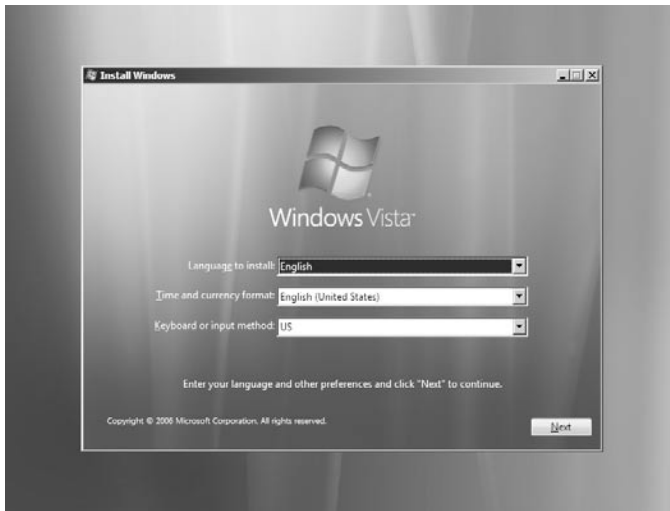 Install Windows
Windows Vista™
Language to install: English
Time and currency format: English (United States)
Keyboard or input method: US
Enter your language and other preferences and click "Next" to continue.
Copyright © 2006 Microsoft Corporation. All rights reserved.
Next